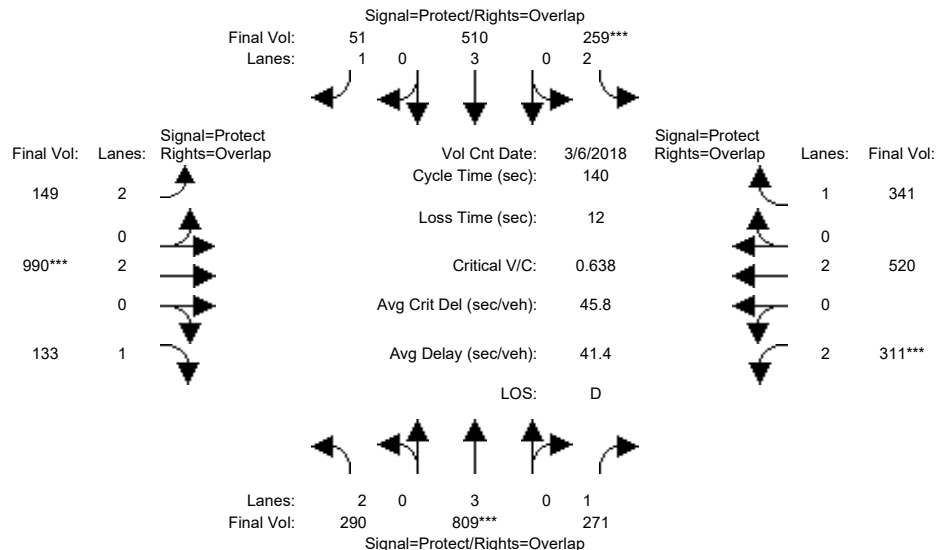 Signal=Protect/Rights=Overlap
Final Vol: 51 510 259***
Lanes: 1 0 3 0 2
Signal=Protect Signal=Protect
Final Vol: Lanes: Rights=Overlap Vol Cnt Date: 3/6/2018 Rights=Overlap Lanes: Final Vol:
Cycle Time (sec): 140
149 2 1 341
Loss Time (sec): 12
0 0
990*** 2 Critical V/C: 0.638 2 520
0 Avg Crit Del (sec/veh): 45.8 0
133 1 Avg Delay (sec/veh): 41.4 2 311***
LOS: D
Lanes: 2 0 3 0 1
Final Vol: 290 809*** 271
Signal=Protect/Rights=Overlap